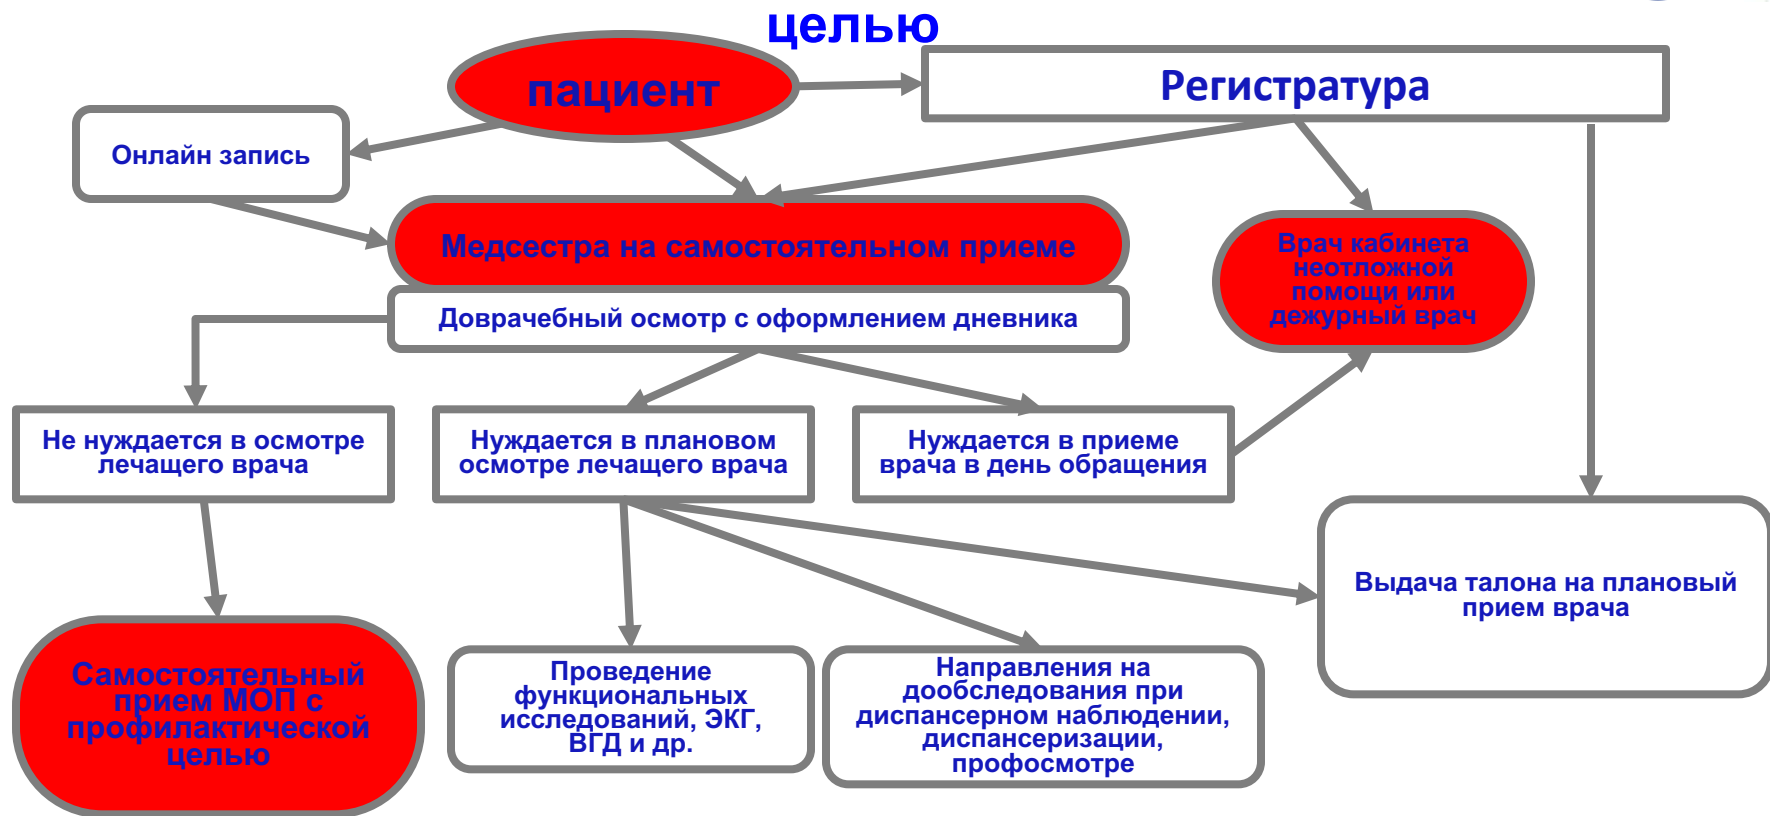 целью
пациент
Регистратура
Онлайн запись
Медсестра на самостоятельном приеме
Врач кабинета
неотложной
помощи или
дежурный врач
Доврачебный осмотр с оформлением дневника
Не нуждается в осмотре
лечащего врача
Нуждается в плановом
осмотре лечащего врача
Нуждается в приеме
врача в день обращения
Выдача талона на плановый
прием врача
Самостоятельный
прием МОП с
профилактической
целью
Проведение
функциональных
исследований, ЭКГ,
ВГД и др.
Направления на
дообследования при
диспансерном наблюдении,
диспансеризации,
профосмотре